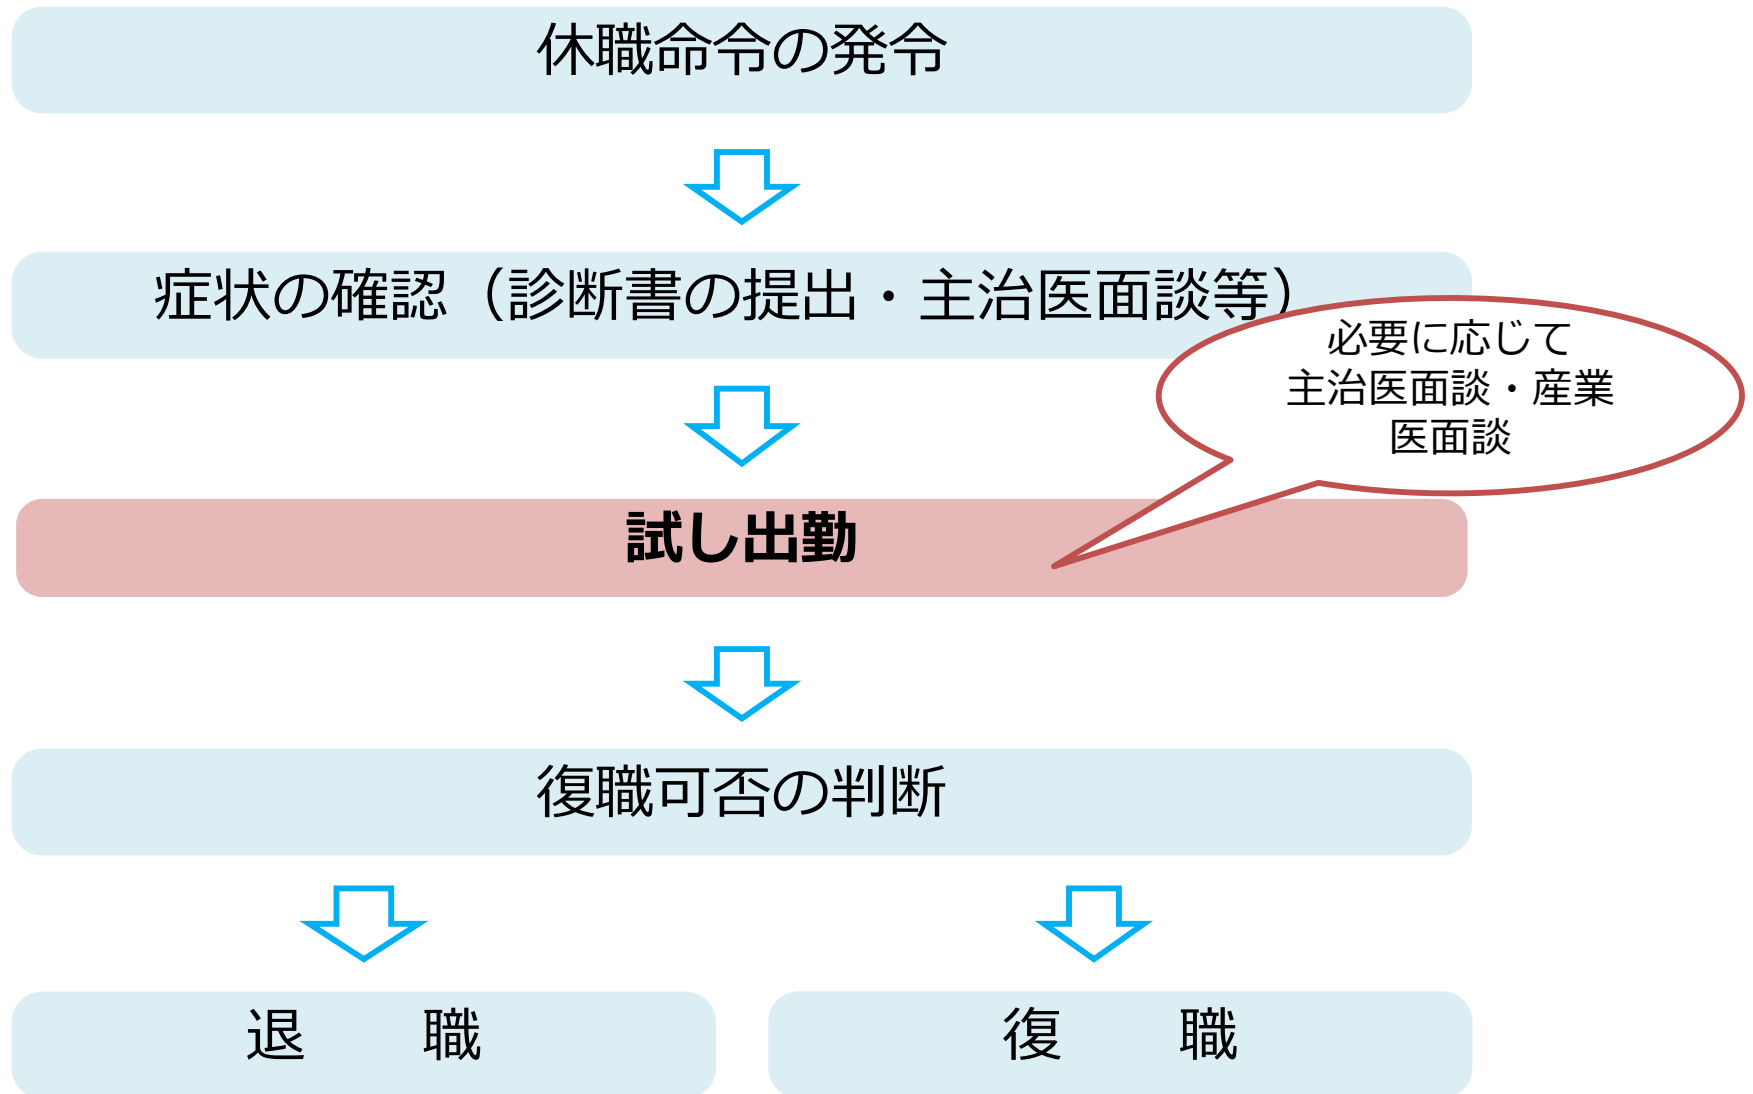 休職命令の発令
症状の確認（診断書の提出・主治医面談等）
必要に応じて
主治医面談・産業
医面談
試し出勤
復職可否の判断
退　　職
復　　職